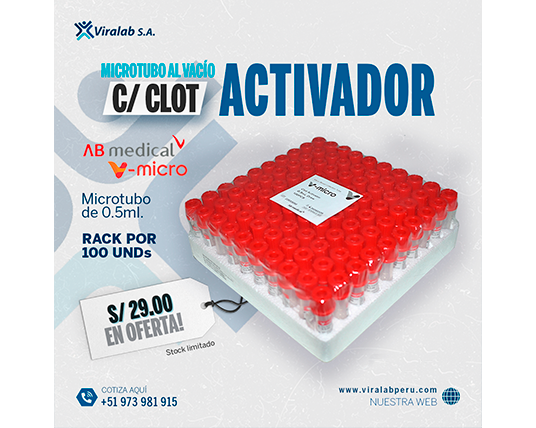 Viralab S.A.
MICROTUBO AL VACÍO
C/ CLOT
ACTIVADOR
AB medical
V-micro
Microtubo
de 0.5ml.
RACK POR
100 UNDs
V-micro
S/ 29.00
EN OFERTA!
Stock limitado
COTIZA AQUÍ
+51 973 981 915
www.viralabperu.com
NUESTRA WEB